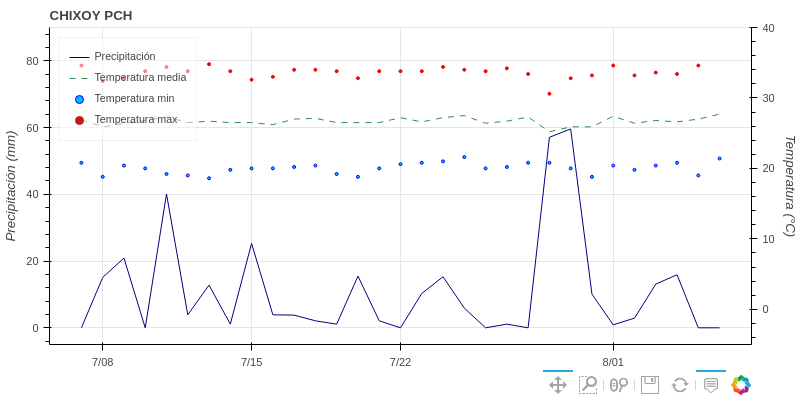 CHIXOY PCH
Precipitación
Temperatura media
Temperatura min
Temperatura max
Precipitación (mm)
80
60
40
20
0
Temperatura (°C)
40
30
20
10
0
7/08
7/15
7/22
8/01